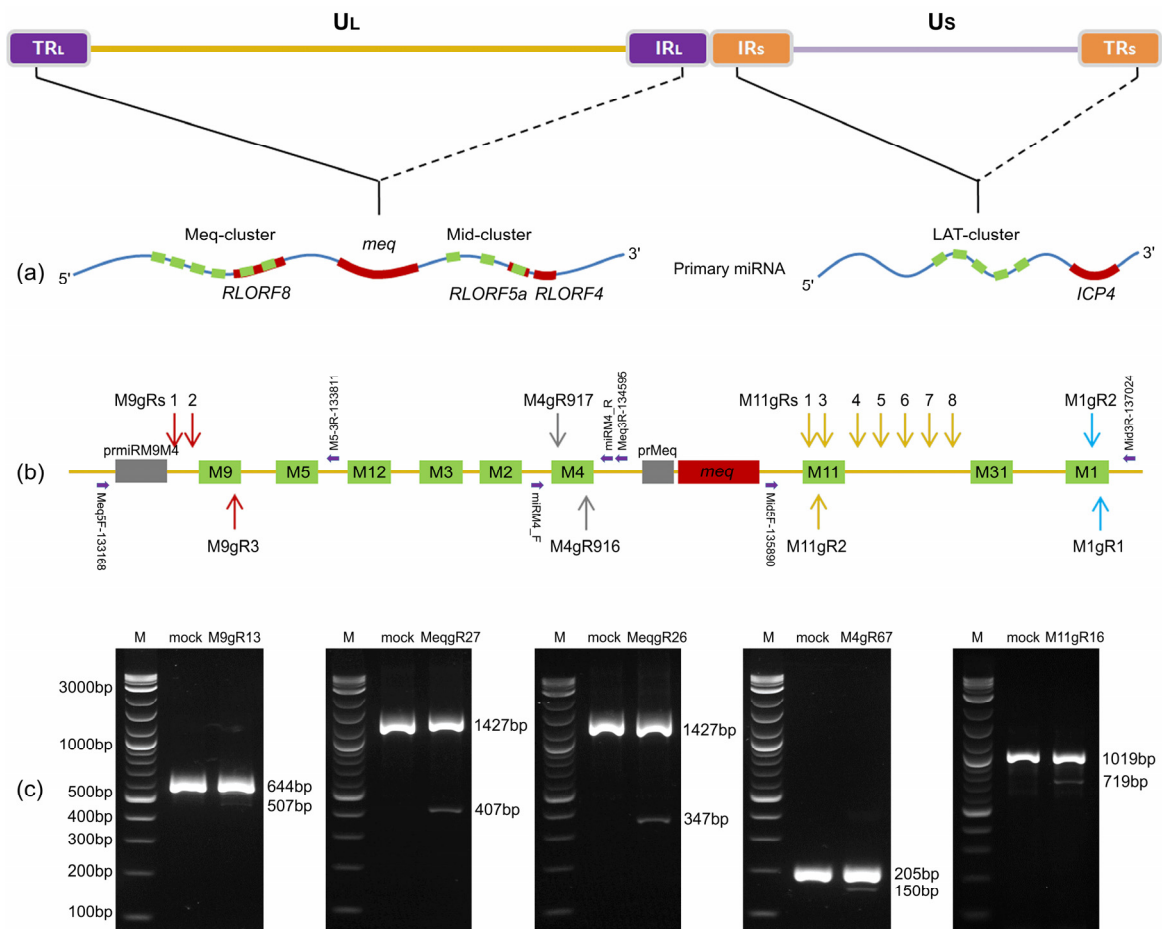 UL
US
TRL
IRL
IRS
TRS
(a)
5'
Meq-cluster
RLORF8
meq
Mid-cluster
RLORF5a
RLORF4
3'
Primary miRNA
5'
LAT-cluster
ICP4
3'
(b)
M9gRs 1 2
M5-3R-133811
M4gR917
miRM4_R
Meq3R-134595
M11gRs 1 3 4 5 6 7 8
M1gR2
Mid3R-137024
prmiRM9M4
prMeq
M9
M5
M12
M3
M2
M4
meq
M11
M31
M1
Meq5F-133168
M9gR3
miRM4_F
M4gR916
Mid5F-135890
M11gR2
M1gR1
(c)
M mock M9gR13
3000bp
1000bp
500bp
400bp
300bp
200bp
100bp
644bp
507bp
M mock MeqgR27
1427bp
407bp
M mock MeqgR26
1427bp
347bp
M mock M4gR67
205bp
150bp
M mock M11gR16
1019bp
719bp